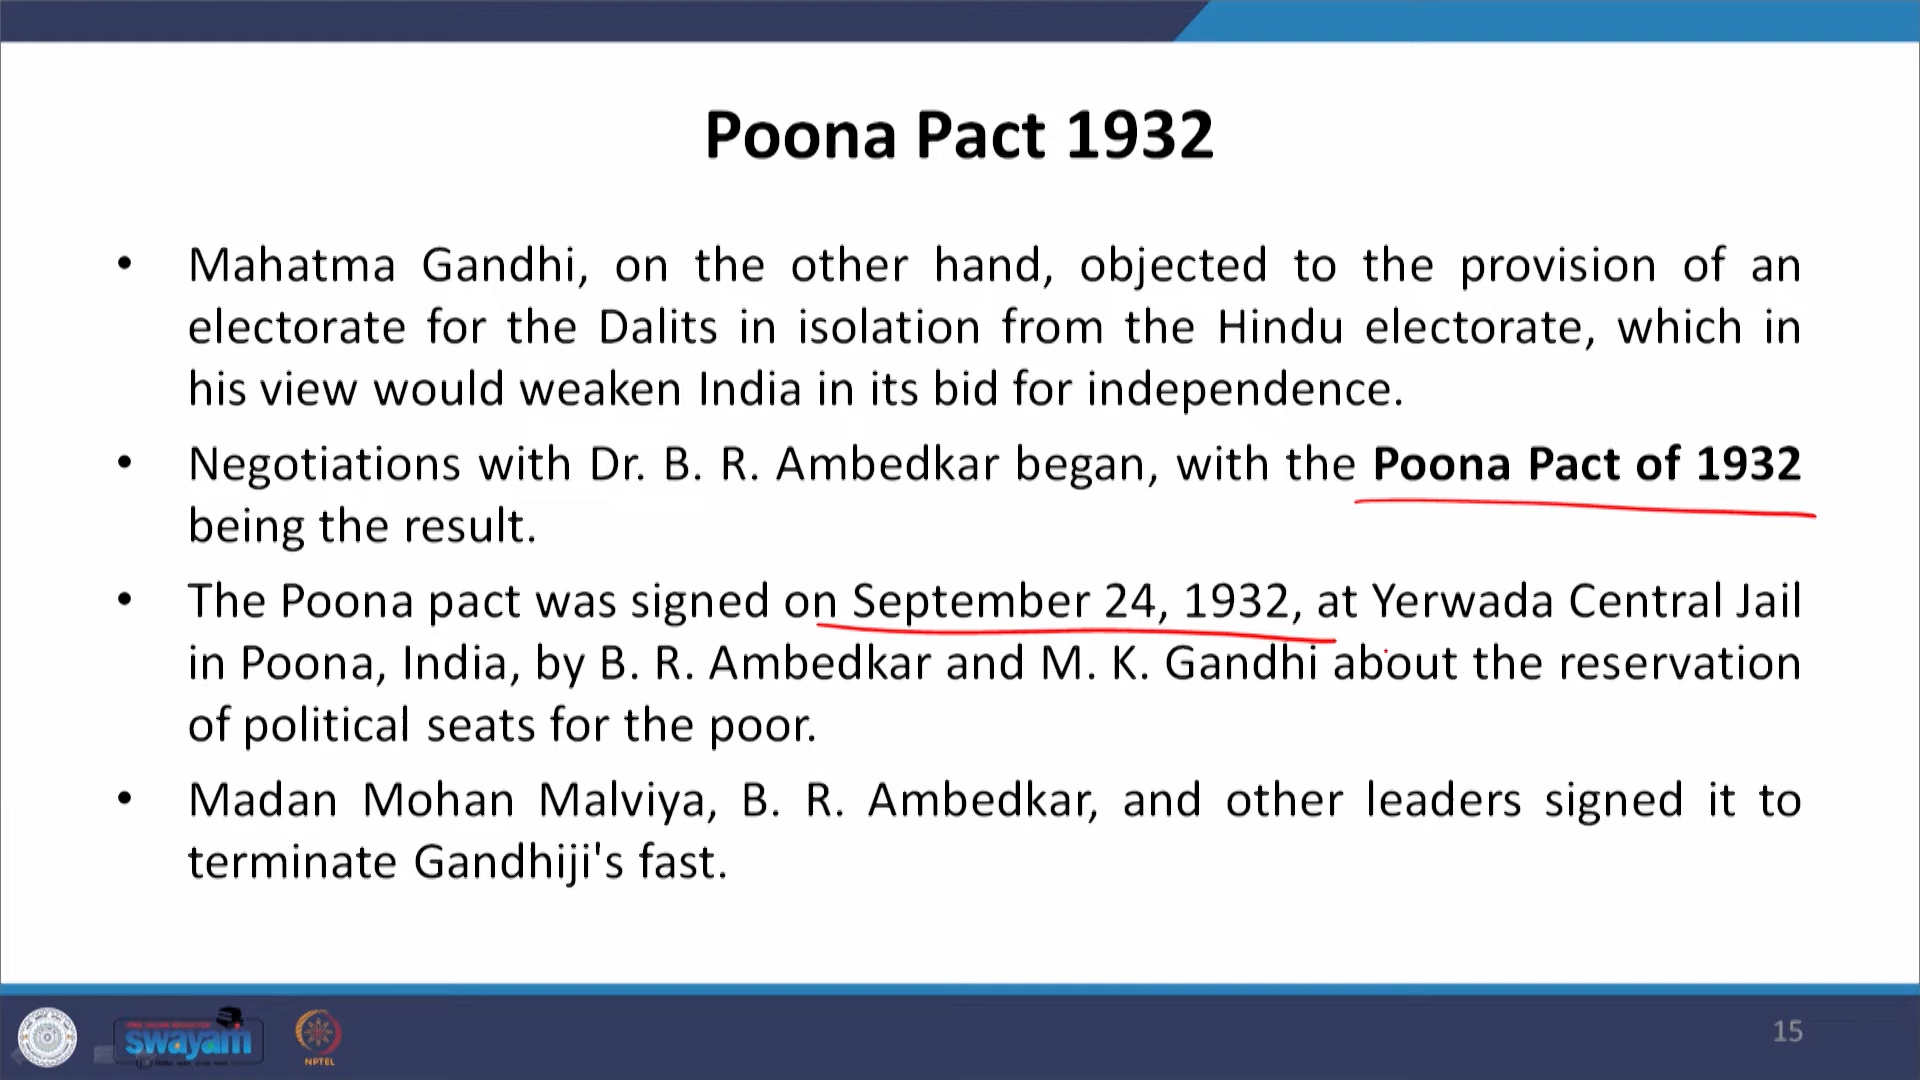 Poona Pact 1932
• Mahatma Gandhi, on the other hand, objected to the provision of an
electorate for the Dalits in isolation from the Hindu electorate, which in
his view would weaken India in its bid for independence.
• Negotiations with Dr. B. R. Ambedkar began, with the Poona Pact of 1932
being the result.
• The Poona pact was signed on September 24, 1932, at Yerwada Central Jail
in Poona, India, by B. R. Ambedkar and M. K. Gandhi about the reservation
of political seats for the poor.
• Madan Mohan Malviya, B. R. Ambedkar, and other leaders signed it to
terminate Gandhiji's fast.
swayam
NPTEL
15